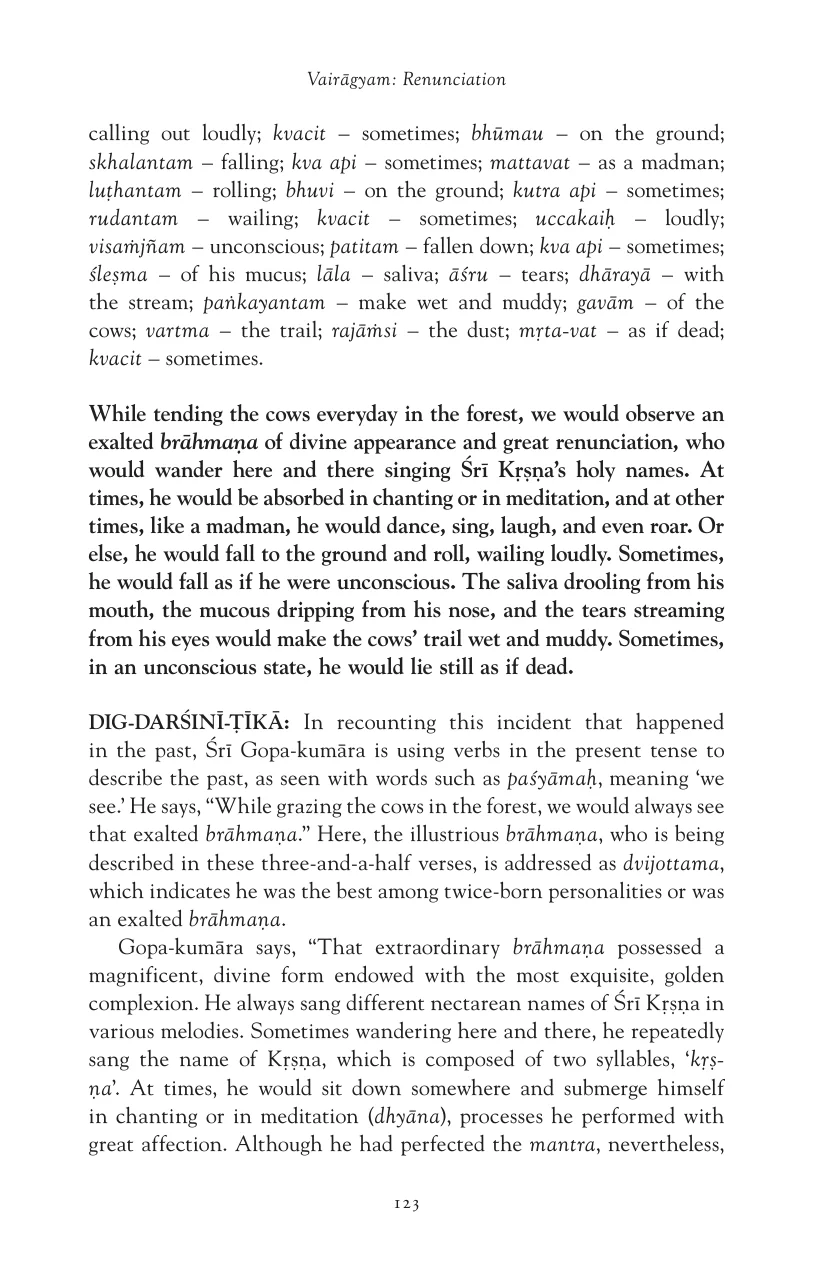 Vairāgyam: Renunciation
calling out loudly; kvacit – sometimes; bhūmau – on the ground;
skhalantam – falling; kva api – sometimes; mattavat – as a madman;
luṭhantam – rolling; bhuvi – on the ground; kutra api – sometimes;
rudantam – wailing; kvacit – sometimes; uccakaiḥ – loudly;
visaṁjñam – unconscious; patitam – fallen down; kva api – sometimes;
śleṣma – of his mucus; lāla – saliva; āśru – tears; dhārayā – with
the stream; paṅkayantam – make wet and muddy; gavām – of the
cows; vartma – the trail; rajāṁsi – the dust; mṛta-vat – as if dead;
kvacit – sometimes.
While tending the cows everyday in the forest, we would observe an
exalted brāhmaṇa of divine appearance and great renunciation, who
would wander here and there singing Śrī Kṛṣṇa’s holy names. At
times, he would be absorbed in chanting or in meditation, and at other
times, like a madman, he would dance, sing, laugh, and even roar. Or
else, he would fall to the ground and roll, wailing loudly. Sometimes,
he would fall as if he were unconscious. The saliva drooling from his
mouth, the mucous dripping from his nose, and the tears streaming
from his eyes would make the cows’ trail wet and muddy. Sometimes,
in an unconscious state, he would lie still as if dead.
DIG-DARŚINĪ-ṬĪKĀ: In recounting this incident that happened
in the past, Śrī Gopa-kumāra is using verbs in the present tense to
describe the past, as seen with words such as paśyāmaḥ, meaning ‘we
see.’ He says, “While grazing the cows in the forest, we would always see
that exalted brāhmaṇa.” Here, the illustrious brāhmaṇa, who is being
described in these three-and-a-half verses, is addressed as dvijottama,
which indicates he was the best among twice-born personalities or was
an exalted brāhmaṇa.
Gopa-kumāra says, “That extraordinary brāhmaṇa possessed a
magnificent, divine form endowed with the most exquisite, golden
complexion. He always sang different nectarean names of Śrī Kṛṣṇa in
various melodies. Sometimes wandering here and there, he repeatedly
sang the name of Kṛṣṇa, which is composed of two syllables, ‘kṛṣ-
ṇa’. At times, he would sit down somewhere and submerge himself
in chanting or in meditation (dhyāna), processes he performed with
great affection. Although he had perfected the mantra, nevertheless,
123